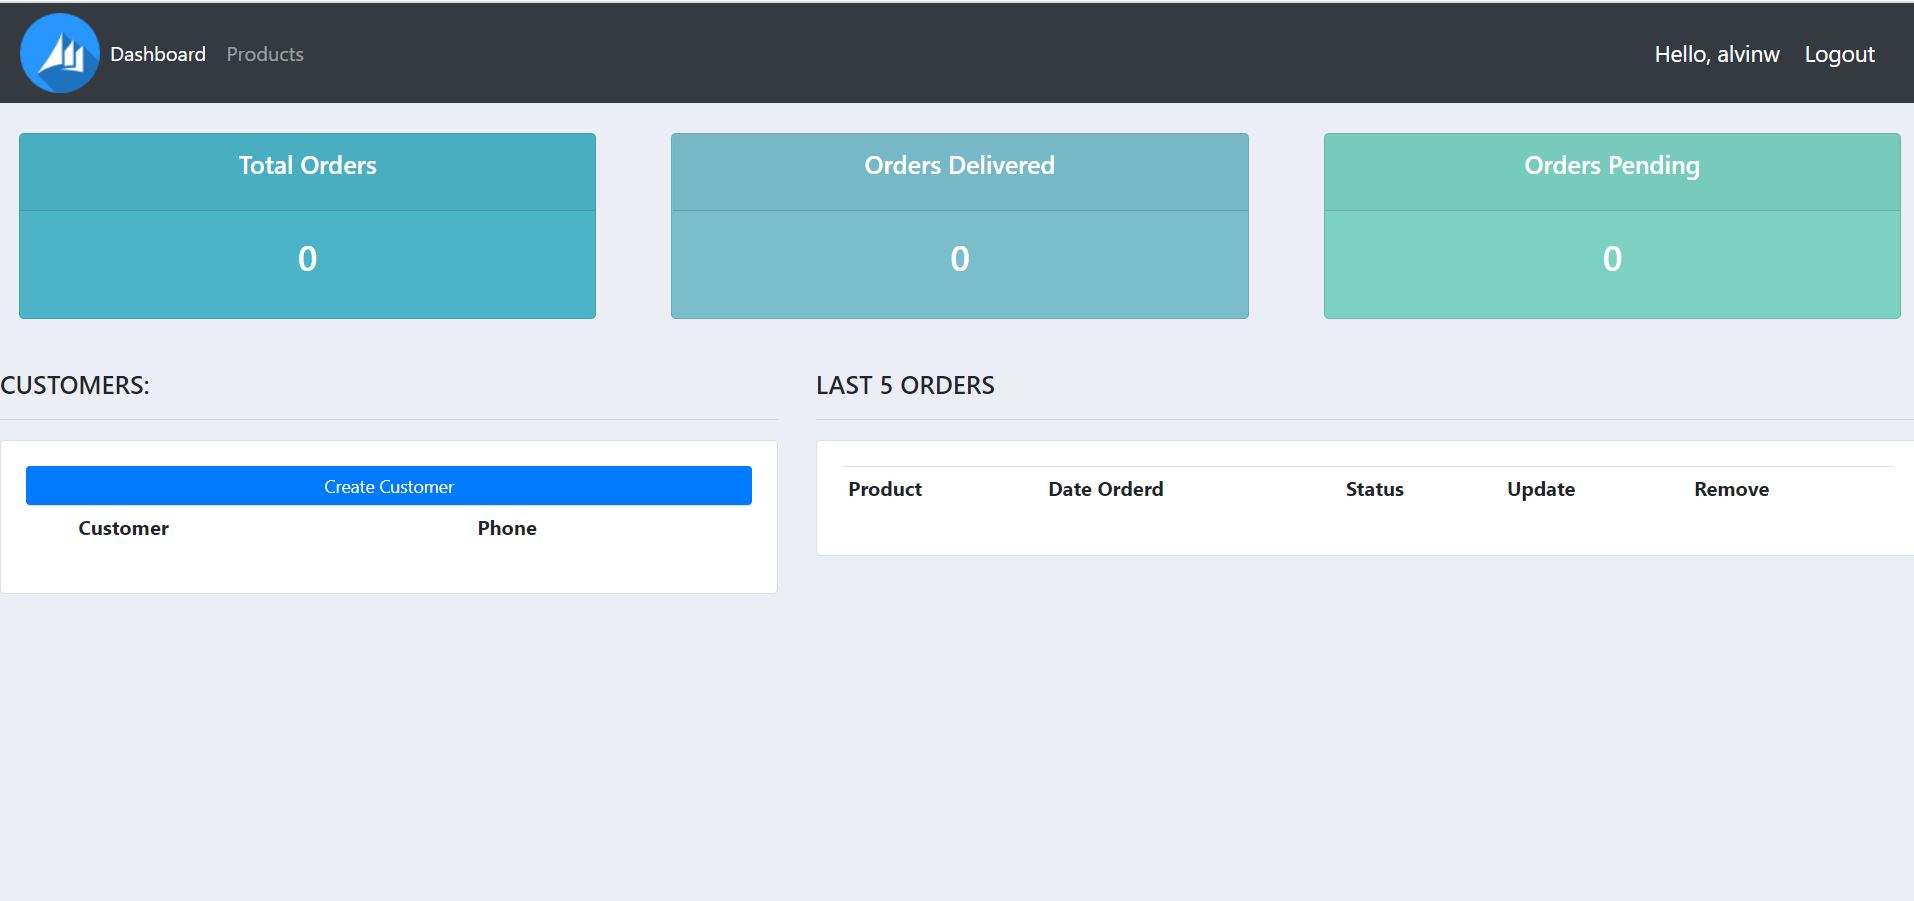 Dashboard Products Hello, alvinw Logout
Total Orders
0
Orders Delivered
0
Orders Pending
0
CUSTOMERS:
Create Customer
Customer Phone
LAST 5 ORDERS
Product Date Orderd Status Update Remove